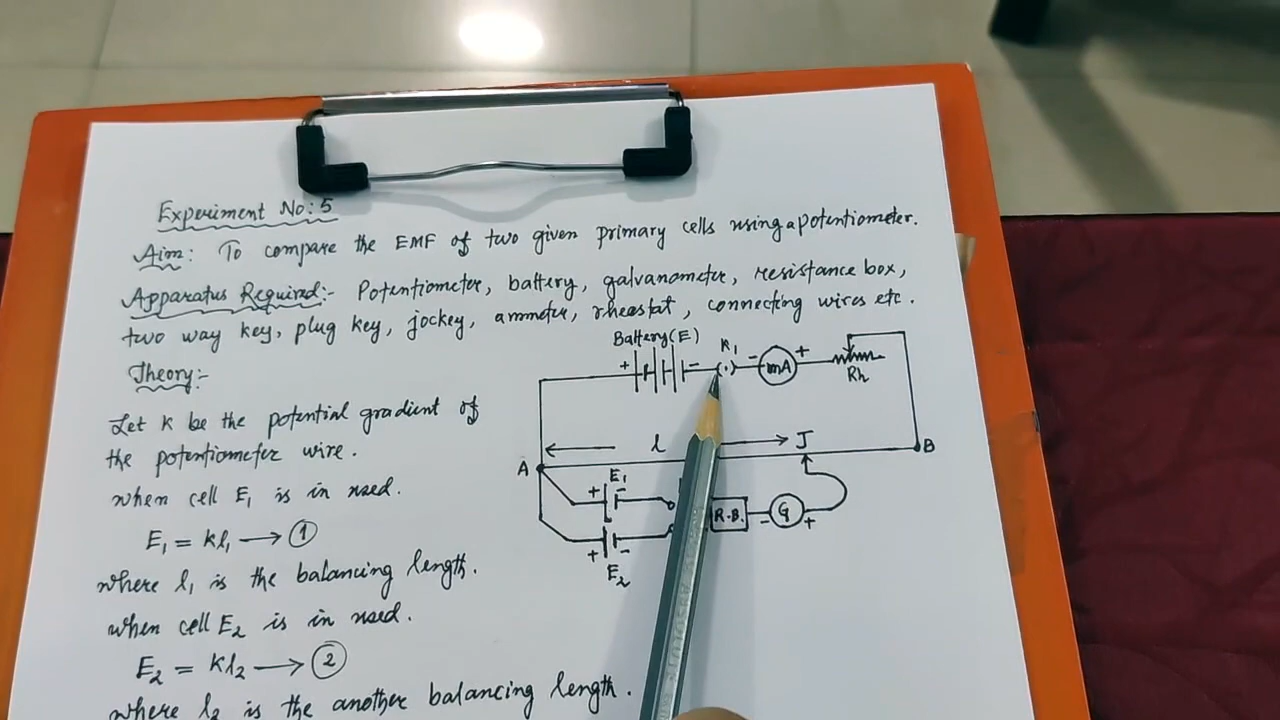 Experiment No: 5
Aim: To compare the EMF of two given primary cells using a potentiometer.
Apparatus Required:- Potentiometer, battery, galvanometer, resistance box,
two way key, plug key, jockey, ammeter, rheostat, connecting wires etc.
Theory:-
Let K be the potential gradient of
the potentiometer wire.
when cell E₁ is in used.
E₁ = Kl₁ → ①
where l₁ is the balancing length.
when cell E₂ is in used.
E₂ = Kl₂ → ②
where l₂ is the another balancing length.
Battery(E) K₁
+ - - mA +
Rh
l J
A B
E₁
+ -
R.B. - G +
+ -
E₂